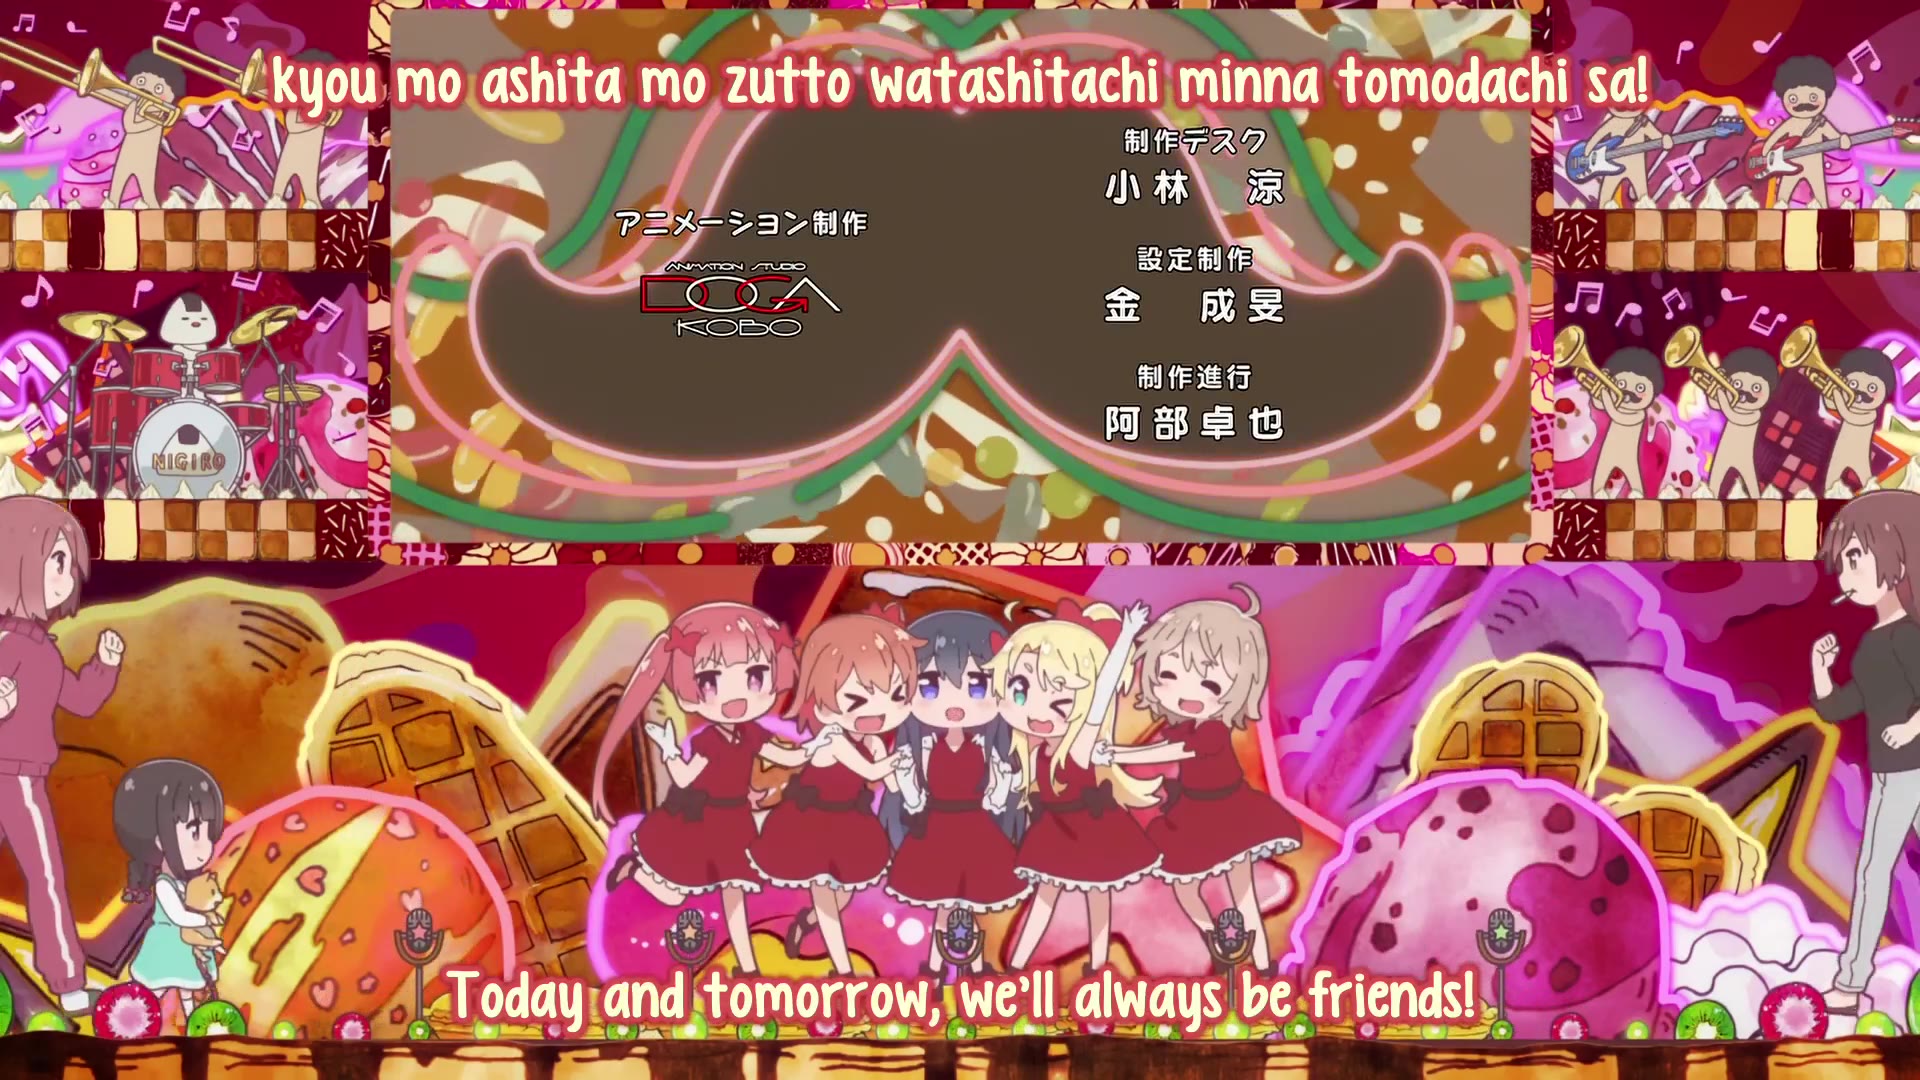 kyou mo ashita mo zutto watashitachi minna tomodachi sa!
アニメーション制作
ANIMATION STUDIO
DOGA
KOBO
制作デスク
小林 涼
設定制作
金 成旻
制作進行
阿部卓也
NIGIRO
Today and tomorrow, we'll always be friends!